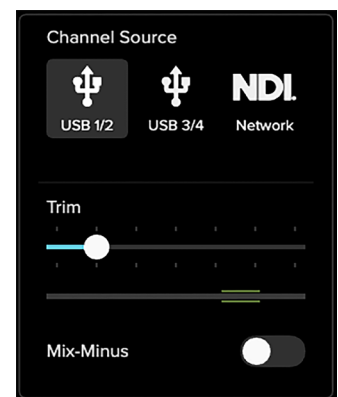 Channel Source
NDI.
USB 1/2 USB 3/4 Network
Trim
Mix-Minus